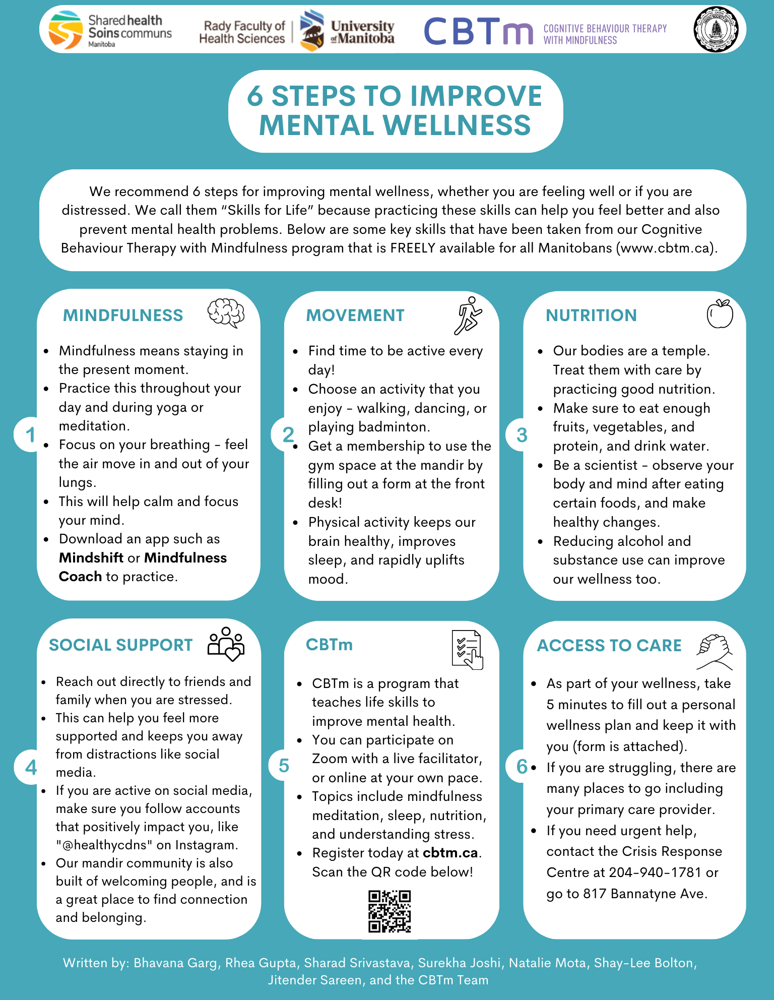 Shared health
Soins communs
Manitoba
Rady Faculty of
Health Sciences
University
of Manitoba
CBTm
COGNITIVE BEHAVIOUR THERAPY
WITH MINDFULNESS
HINDU SOCIETY OF
MANITOBA
6 STEPS TO IMPROVE
MENTAL WELLNESS
We recommend 6 steps for improving mental wellness, whether you are feeling well or if you are
distressed. We call them “Skills for Life” because practicing these skills can help you feel better and also
prevent mental health problems. Below are some key skills that have been taken from our Cognitive
Behaviour Therapy with Mindfulness program that is FREELY available for all Manitobans (www.cbtm.ca).
1
MINDFULNESS
• Mindfulness means staying in
the present moment.
• Practice this throughout your
day and during yoga or
meditation.
• Focus on your breathing - feel
the air move in and out of your
lungs.
• This will help calm and focus
your mind.
• Download an app such as
Mindshift or Mindfulness
Coach to practice.
2
MOVEMENT
• Find time to be active every
day!
• Choose an activity that you
enjoy - walking, dancing, or
playing badminton.
• Get a membership to use the
gym space at the mandir by
filling out a form at the front
desk!
• Physical activity keeps our
brain healthy, improves
sleep, and rapidly uplifts
mood.
3
NUTRITION
• Our bodies are a temple.
Treat them with care by
practicing good nutrition.
• Make sure to eat enough
fruits, vegetables, and
protein, and drink water.
• Be a scientist - observe your
body and mind after eating
certain foods, and make
healthy changes.
• Reducing alcohol and
substance use can improve
our wellness too.
4
SOCIAL SUPPORT
• Reach out directly to friends and
family when you are stressed.
• This can help you feel more
supported and keeps you away
from distractions like social
media.
• If you are active on social media,
make sure you follow accounts
that positively impact you, like
"@healthycdns" on Instagram.
• Our mandir community is also
built of welcoming people, and is
a great place to find connection
and belonging.
5
CBTm
• CBTm is a program that
teaches life skills to
improve mental health.
• You can participate on
Zoom with a live facilitator,
or online at your own pace.
• Topics include mindfulness
meditation, sleep, nutrition,
and understanding stress.
• Register today at cbtm.ca.
Scan the QR code below!
6
ACCESS TO CARE
• As part of your wellness, take
5 minutes to fill out a personal
wellness plan and keep it with
you (form is attached).
• If you are struggling, there are
many places to go including
your primary care provider.
• If you need urgent help,
contact the Crisis Response
Centre at 204-940-1781 or
go to 817 Bannatyne Ave.
Written by: Bhavana Garg, Rhea Gupta, Sharad Srivastava, Surekha Joshi, Natalie Mota, Shay-Lee Bolton,
Jitender Sareen, and the CBTm Team